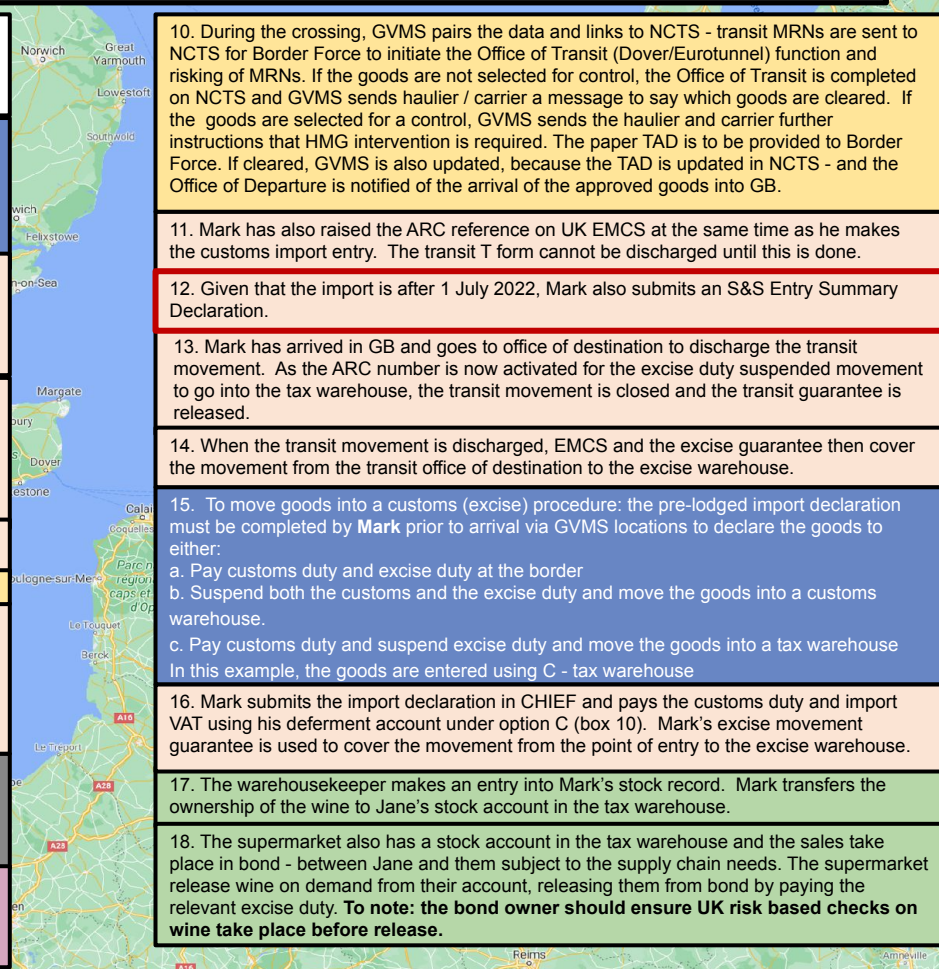 Norwich
Great
Yarmouth
Lowestoft
Southwold
wich
Felixstowe
n-on-Sea
Margate
bury
Dover
estone
Calai
Coquelles
Parc n
région
caps et
d'Op
oulogne-sur-Mer
Le Touquet
Berck
A16
Le Tréport
A28
A29
en
A16
Reims
Amnéville
10. During the crossing, GVMS pairs the data and links to NCTS - transit MRNs are sent to
NCTS for Border Force to initiate the Office of Transit (Dover/Eurotunnel) function and
risking of MRNs. If the goods are not selected for control, the Office of Transit is completed
on NCTS and GVMS sends haulier / carrier a message to say which goods are cleared. If
the goods are selected for a control, GVMS sends the haulier and carrier further
instructions that HMG intervention is required. The paper TAD is to be provided to Border
Force. If cleared, GVMS is also updated, because the TAD is updated in NCTS - and the
Office of Departure is notified of the arrival of the approved goods into GB.
11. Mark has also raised the ARC reference on UK EMCS at the same time as he makes
the customs import entry. The transit T form cannot be discharged until this is done.
12. Given that the import is after 1 July 2022, Mark also submits an S&S Entry Summary
Declaration.
13. Mark has arrived in GB and goes to office of destination to discharge the transit
movement. As the ARC number is now activated for the excise duty suspended movement
to go into the tax warehouse, the transit movement is closed and the transit guarantee is
released.
14. When the transit movement is discharged, EMCS and the excise guarantee then cover
the movement from the transit office of destination to the excise warehouse.
15. To move goods into a customs (excise) procedure: the pre-lodged import declaration
must be completed by Mark prior to arrival via GVMS locations to declare the goods to
either:
a. Pay customs duty and excise duty at the border
b. Suspend both the customs and the excise duty and move the goods into a customs
warehouse.
c. Pay customs duty and suspend excise duty and move the goods into a tax warehouse
In this example, the goods are entered using C - tax warehouse
16. Mark submits the import declaration in CHIEF and pays the customs duty and import
VAT using his deferment account under option C (box 10). Mark's excise movement
guarantee is used to cover the movement from the point of entry to the excise warehouse.
17. The warehousekeeper makes an entry into Mark's stock record. Mark transfers the
ownership of the wine to Jane's stock account in the tax warehouse.
18. The supermarket also has a stock account in the tax warehouse and the sales take
place in bond - between Jane and them subject to the supply chain needs. The supermarket
release wine on demand from their account, releasing them from bond by paying the
relevant excise duty. To note: the bond owner should ensure UK risk based checks on
wine take place before release.